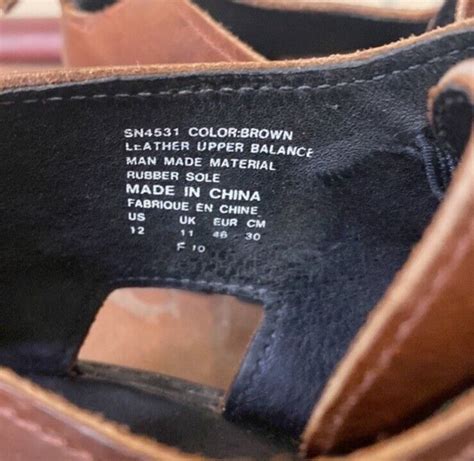 SN4531 COLOR:BROWN
LEATHER UPPER BALANCE
MAN MADE MATERIAL
RUBBER SOLE
MADE IN CHINA
FABRIQUE EN CHINE
US UK EUR CM
12 11 46 30
F 10